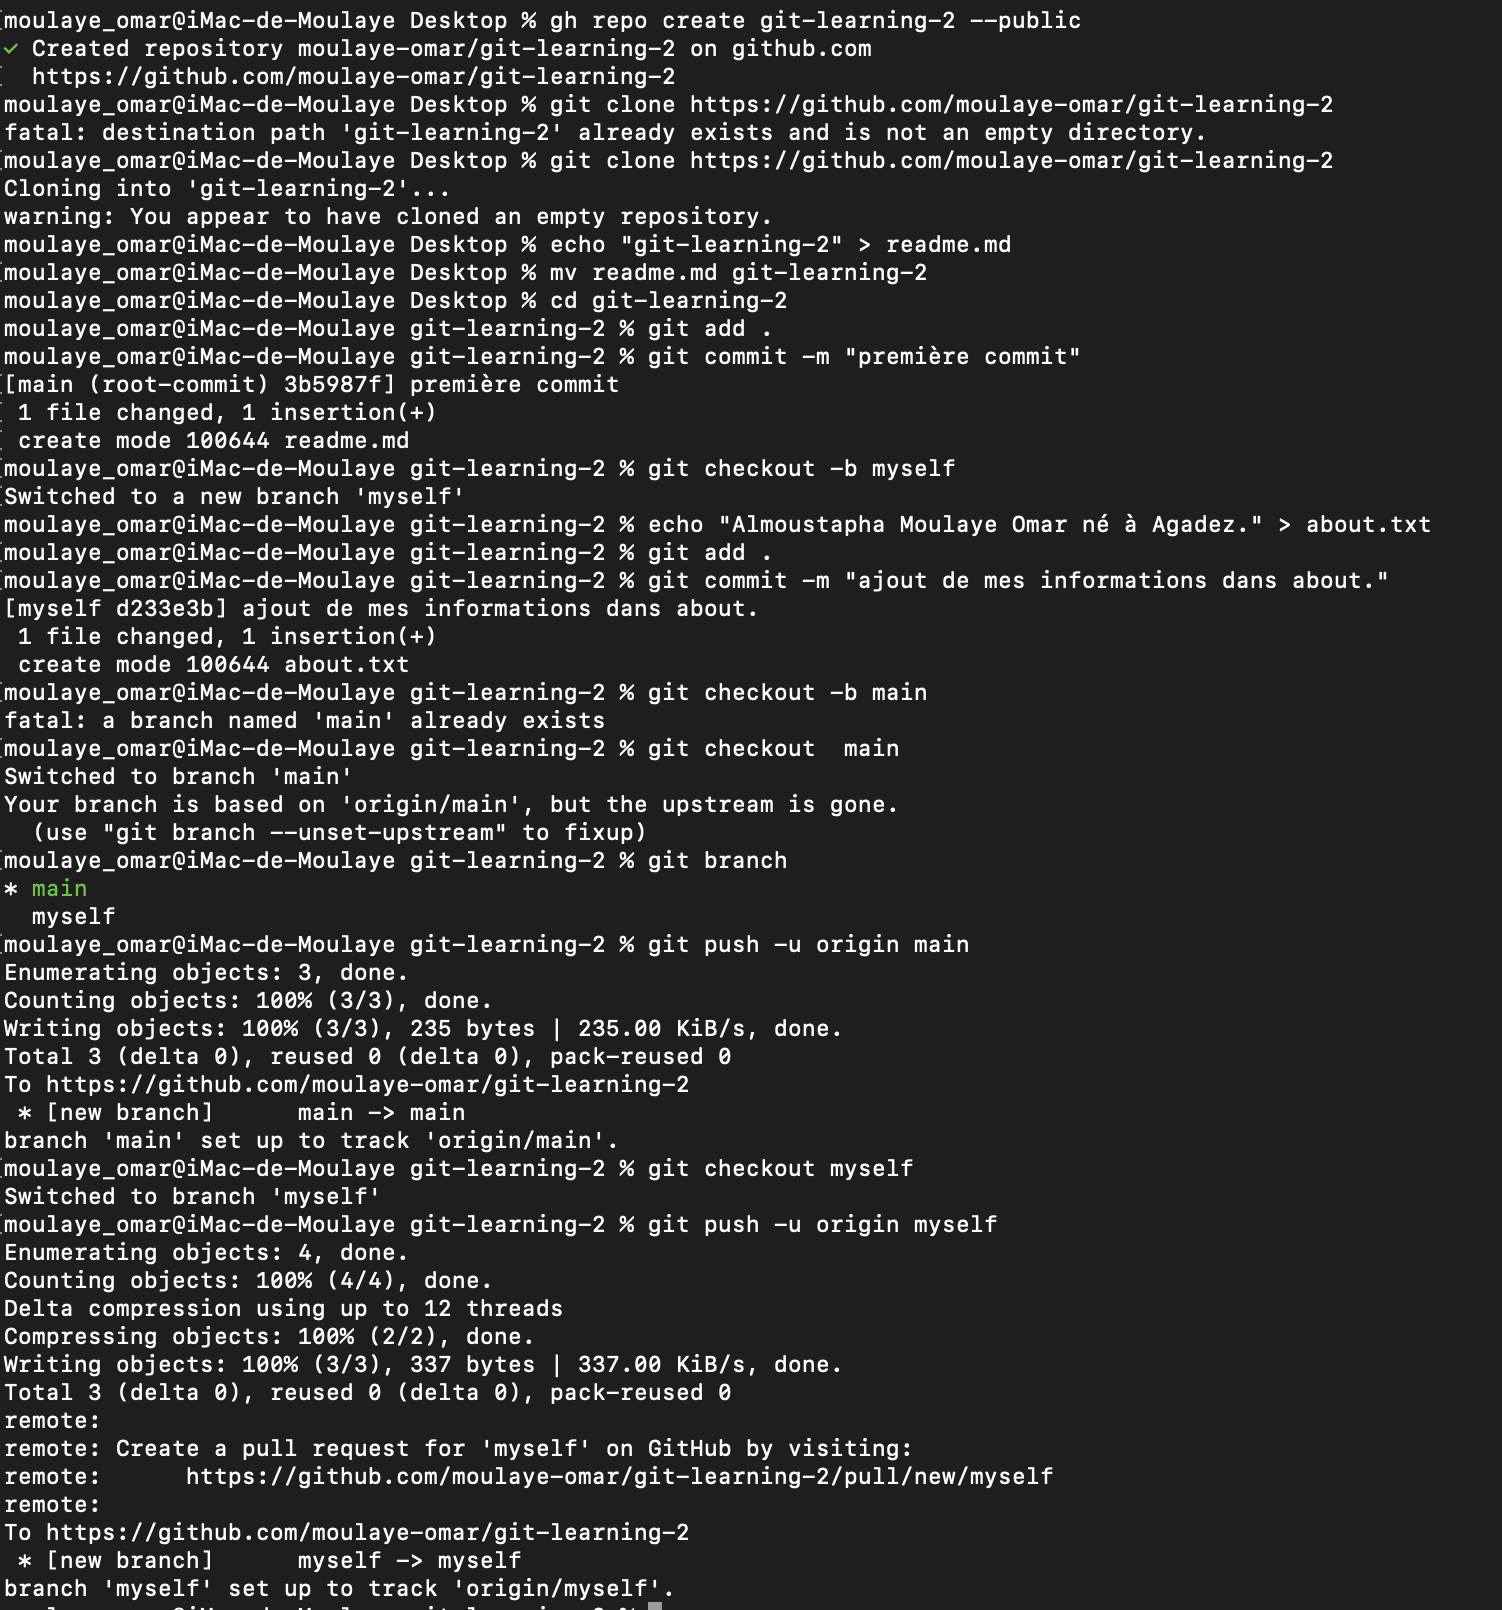 moulaye_omar@iMac-de-Moulaye Desktop % gh repo create git-learning-2 --public
✓ Created repository moulaye-omar/git-learning-2 on github.com
  https://github.com/moulaye-omar/git-learning-2
moulaye_omar@iMac-de-Moulaye Desktop % git clone https://github.com/moulaye-omar/git-learning-2
fatal: destination path 'git-learning-2' already exists and is not an empty directory.
moulaye_omar@iMac-de-Moulaye Desktop % git clone https://github.com/moulaye-omar/git-learning-2
Cloning into 'git-learning-2'...
warning: You appear to have cloned an empty repository.
moulaye_omar@iMac-de-Moulaye Desktop % echo "git-learning-2" > readme.md
moulaye_omar@iMac-de-Moulaye Desktop % mv readme.md git-learning-2
moulaye_omar@iMac-de-Moulaye Desktop % cd git-learning-2
moulaye_omar@iMac-de-Moulaye git-learning-2 % git add .
moulaye_omar@iMac-de-Moulaye git-learning-2 % git commit -m "première commit"
[main (root-commit) 3b5987f] première commit
 1 file changed, 1 insertion(+)
 create mode 100644 readme.md
moulaye_omar@iMac-de-Moulaye git-learning-2 % git checkout -b myself
Switched to a new branch 'myself'
moulaye_omar@iMac-de-Moulaye git-learning-2 % echo "Almoustapha Moulaye Omar né à Agadez." > about.txt
moulaye_omar@iMac-de-Moulaye git-learning-2 % git add .
moulaye_omar@iMac-de-Moulaye git-learning-2 % git commit -m "ajout de mes informations dans about."
[myself d233e3b] ajout de mes informations dans about.
 1 file changed, 1 insertion(+)
 create mode 100644 about.txt
moulaye_omar@iMac-de-Moulaye git-learning-2 % git checkout -b main
fatal: a branch named 'main' already exists
moulaye_omar@iMac-de-Moulaye git-learning-2 % git checkout  main
Switched to branch 'main'
Your branch is based on 'origin/main', but the upstream is gone.
  (use "git branch --unset-upstream" to fixup)
moulaye_omar@iMac-de-Moulaye git-learning-2 % git branch
* main
  myself
moulaye_omar@iMac-de-Moulaye git-learning-2 % git push -u origin main
Enumerating objects: 3, done.
Counting objects: 100% (3/3), done.
Writing objects: 100% (3/3), 235 bytes | 235.00 KiB/s, done.
Total 3 (delta 0), reused 0 (delta 0), pack-reused 0
To https://github.com/moulaye-omar/git-learning-2
 * [new branch]      main -> main
branch 'main' set up to track 'origin/main'.
moulaye_omar@iMac-de-Moulaye git-learning-2 % git checkout myself
Switched to branch 'myself'
moulaye_omar@iMac-de-Moulaye git-learning-2 % git push -u origin myself
Enumerating objects: 4, done.
Counting objects: 100% (4/4), done.
Delta compression using up to 12 threads
Compressing objects: 100% (2/2), done.
Writing objects: 100% (3/3), 337 bytes | 337.00 KiB/s, done.
Total 3 (delta 0), reused 0 (delta 0), pack-reused 0
remote:
remote: Create a pull request for 'myself' on GitHub by visiting:
remote:      https://github.com/moulaye-omar/git-learning-2/pull/new/myself
remote:
To https://github.com/moulaye-omar/git-learning-2
 * [new branch]      myself -> myself
branch 'myself' set up to track 'origin/myself'.